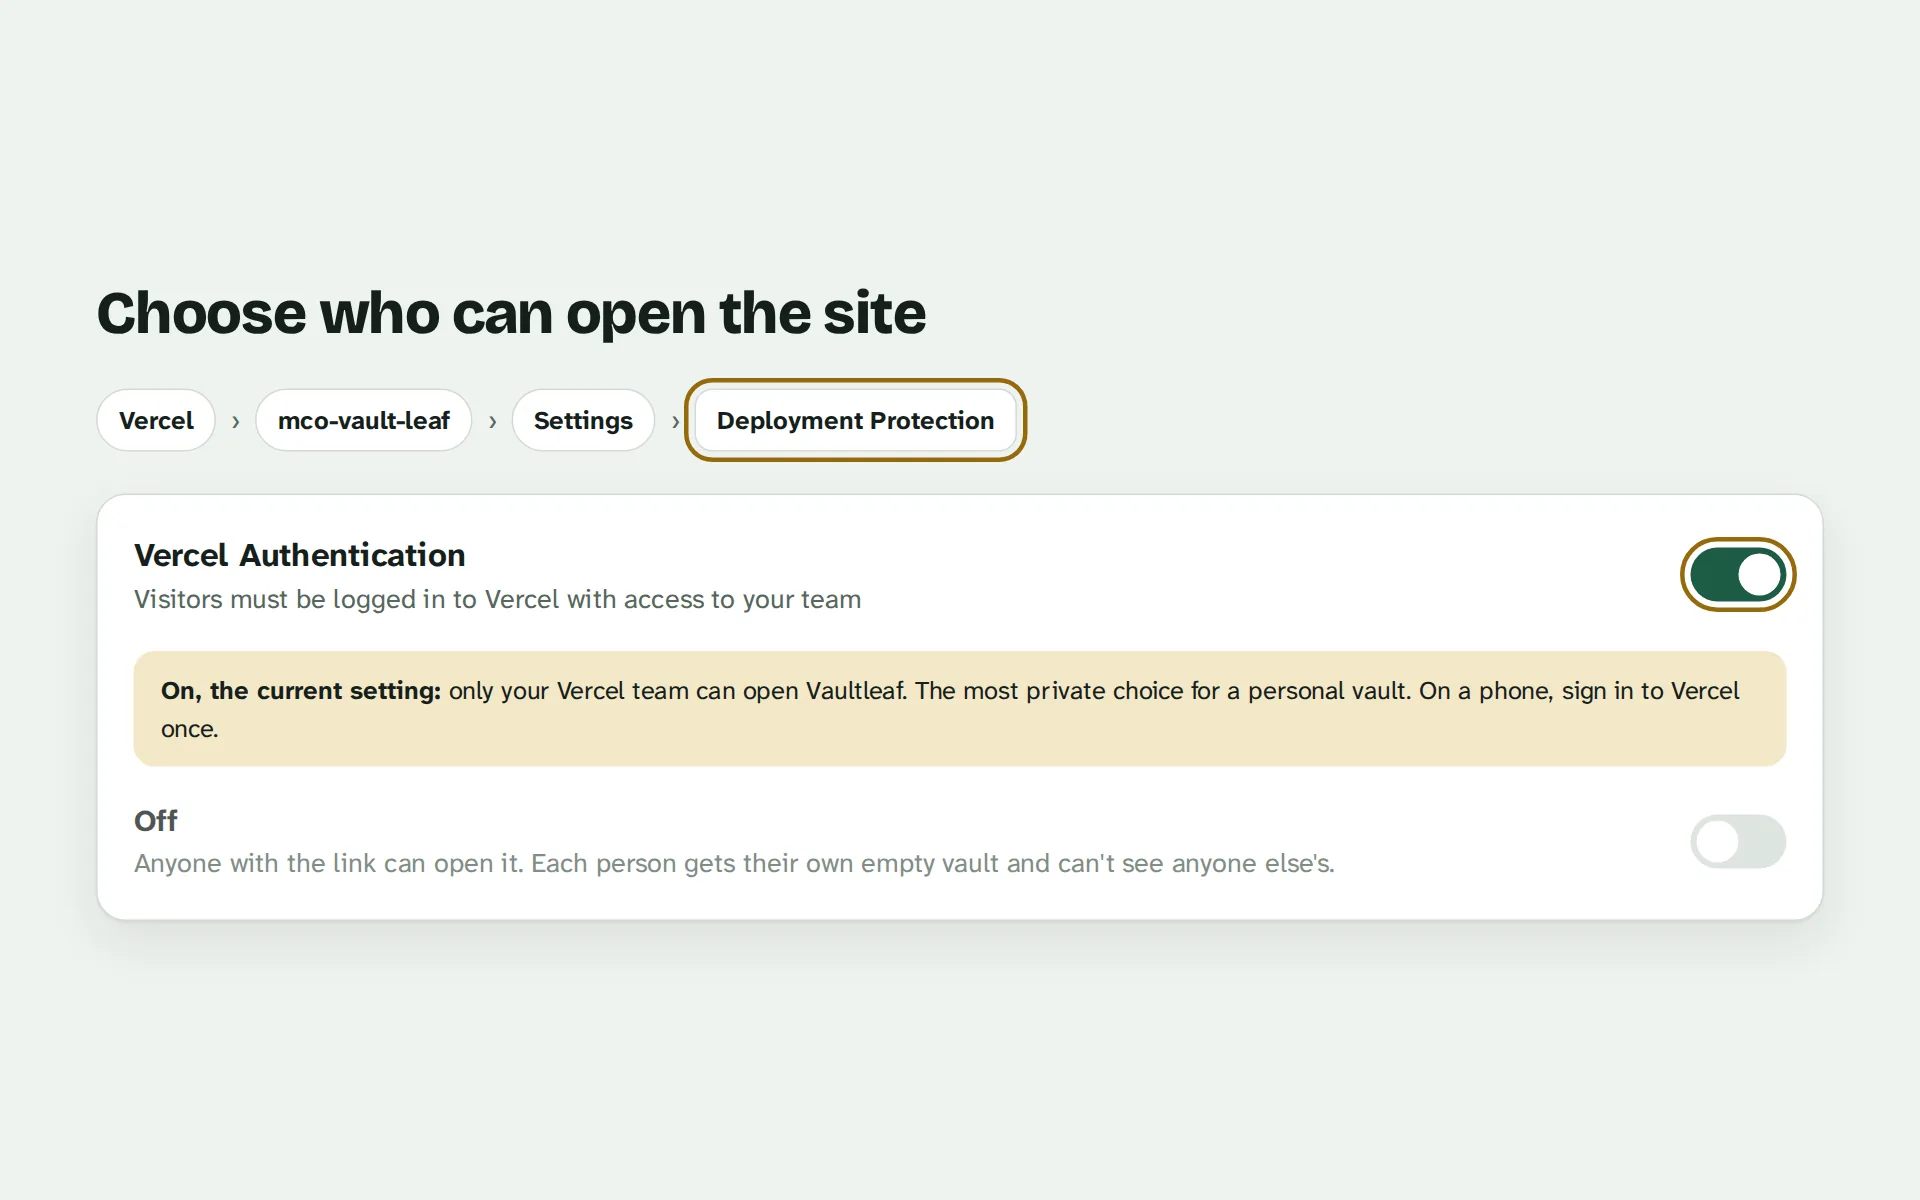 Choose who can open the site
Vercel › mco-vault-leaf › Settings › Deployment Protection
Vercel Authentication
Visitors must be logged in to Vercel with access to your team
On, the current setting: only your Vercel team can open Vaultleaf. The most private choice for a personal vault. On a phone, sign in to Vercel
once.
Off
Anyone with the link can open it. Each person gets their own empty vault and can't see anyone else's.